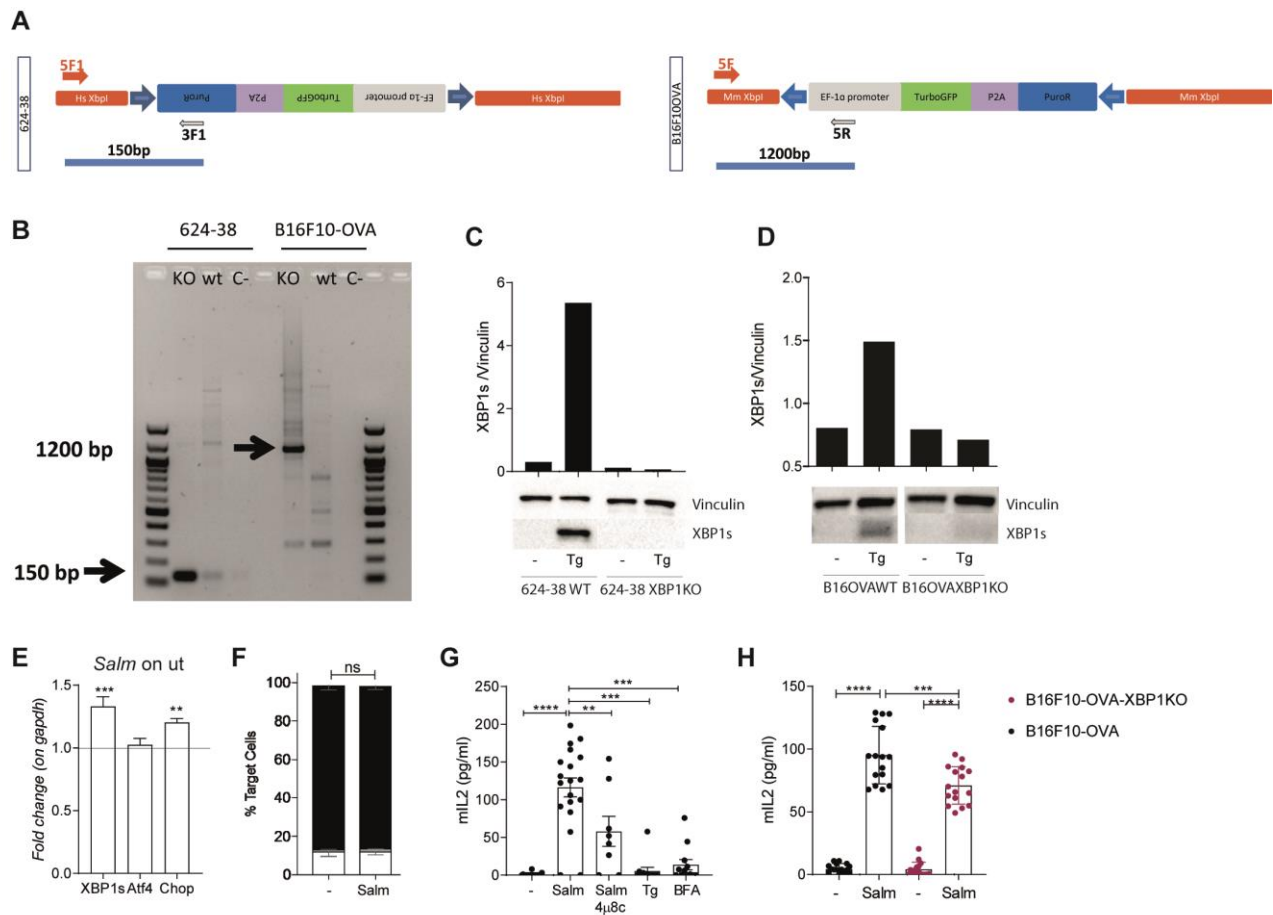 A
624-38
5F1
Hs XbpI
PuroR
P2A
TurboGFP
EF-1α promoter
Hs XbpI
3F1
150bp
B16F10OVA
5F
Mm XbpI
EF-1α promoter
TurboGFP
P2A
PuroR
Mm XbpI
5R
1200bp
B
624-38
B16F10-OVA
KO wt C- KO wt C-
1200 bp
150 bp
C
XBP1s /Vinculin
6
4
2
0
Vinculin
XBP1s
- Tg - Tg
624-38 WT 624-38 XBP1KO
D
XBP1s/Vinculin
2.0
1.5
1.0
0.5
Vinculin
XBP1s
- Tg - Tg
B16OVAWT B16OVAXBP1KO
E
Salm on ut
Fold change (on gapdh)
1.5
1.0
0.5
0.0
*** **
XBP1s Atf4 Chop
F
ns
% Target Cells
100
80
60
40
20
0
- Salm
G
***
***
**** **
mIL2 (pg/ml)
250
200
150
100
50
0
- Salm Salm Tg BFA
4μ8c
H
**** ***
****
mIL2 (pg/ml)
150
100
50
0
- Salm - Salm
B16F10-OVA-XBP1KO
B16F10-OVA